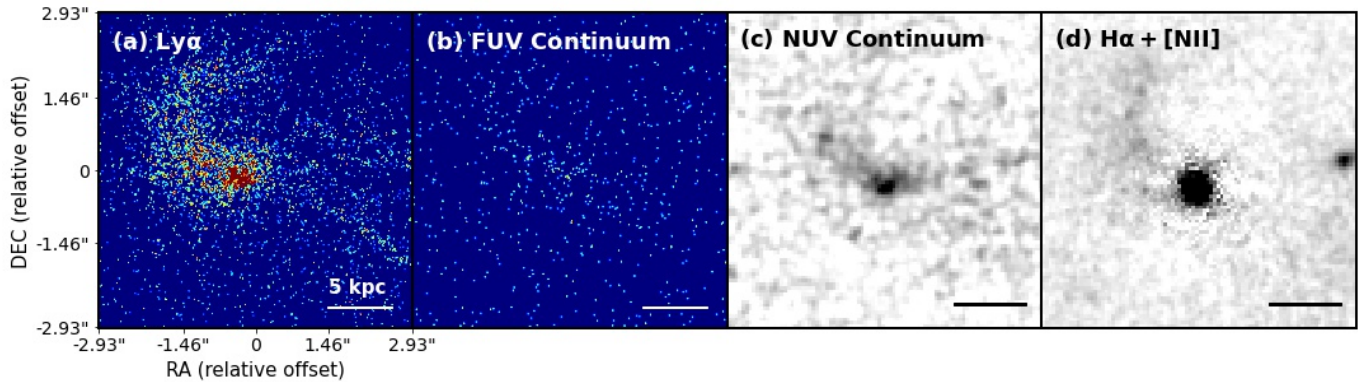 (a) Lyα
(b) FUV Continuum
(c) NUV Continuum
(d) Hα + [NII]
2.93"
1.46"
0
-1.46"
-2.93"
DEC (relative offset)
5 kpc
-2.93"
-1.46"
0
1.46"
2.93"
RA (relative offset)